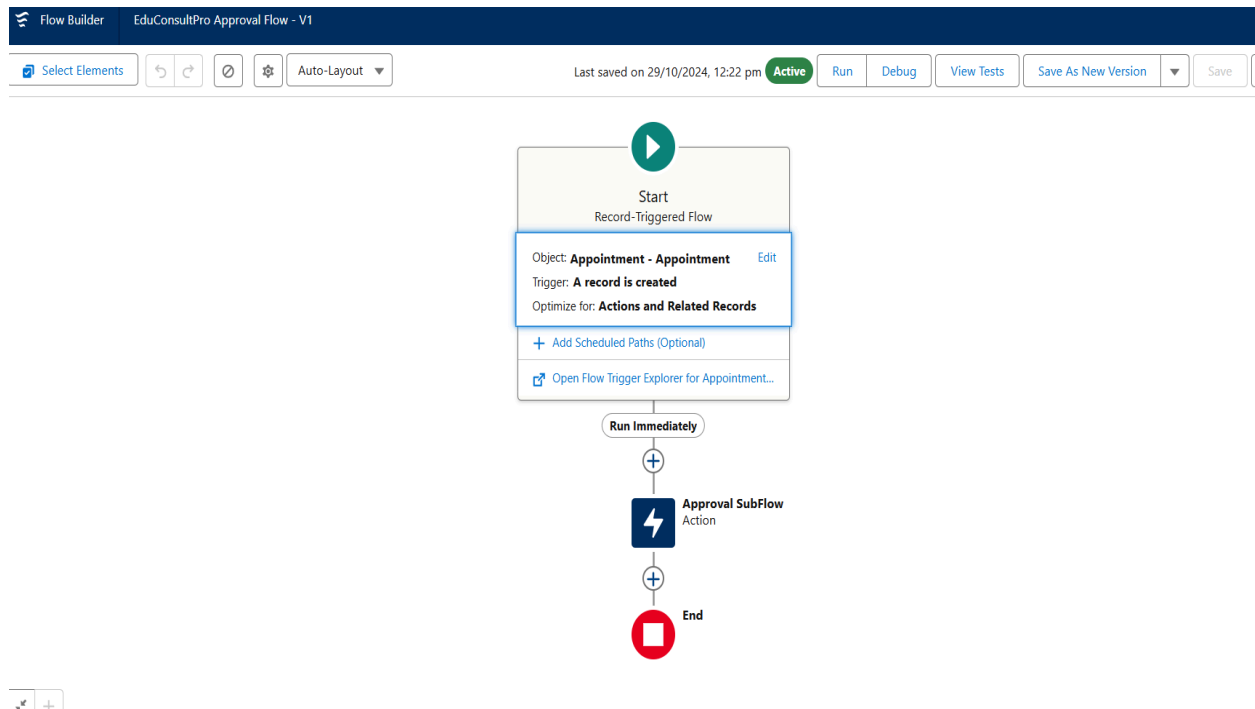 Flow Builder EduConsultPro Approval Flow - V1
Select Elements Auto-Layout Last saved on 29/10/2024, 12:22 pm Active Run Debug View Tests Save As New Version Save
Start
Record-Triggered Flow
Object: Appointment - Appointment Edit
Trigger: A record is created
Optimize for: Actions and Related Records
+ Add Scheduled Paths (Optional)
Open Flow Trigger Explorer for Appointment...
Run Immediately
Approval SubFlow
Action
End